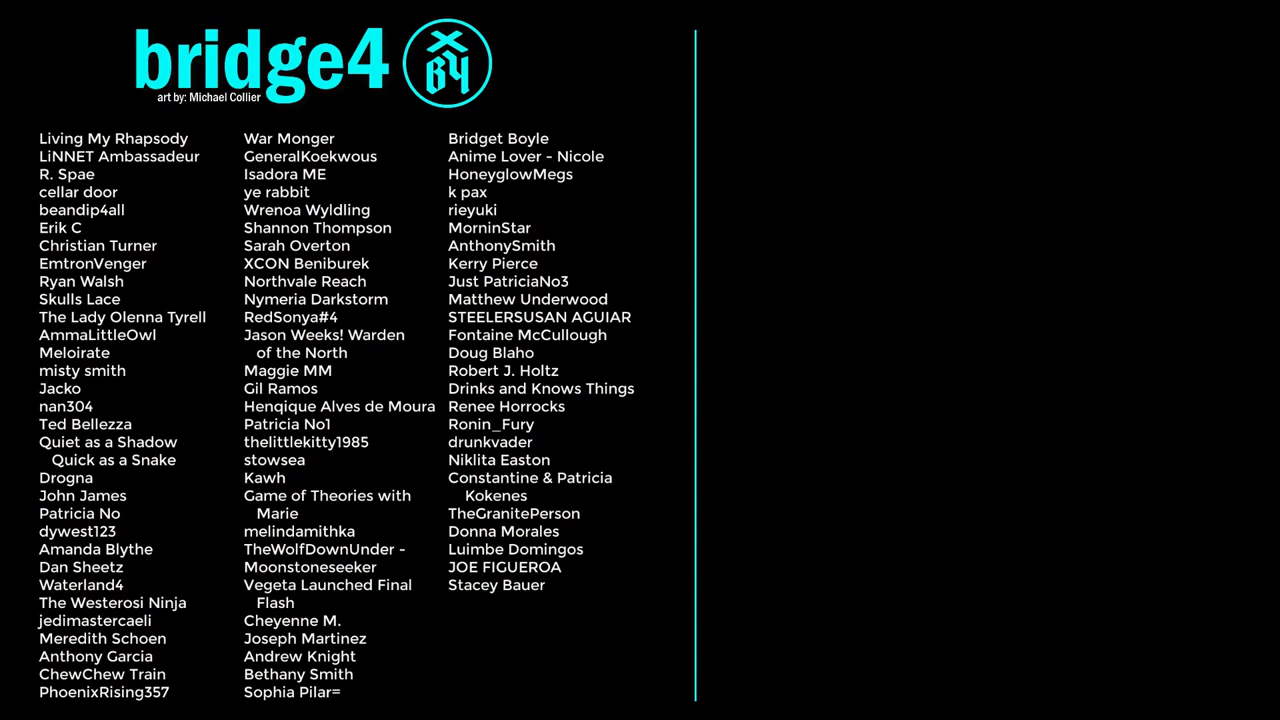 bridge4
art by: Michael Collier
B4
Living My Rhapsody
LiNNET Ambassadeur
R. Spae
cellar door
beandip4all
Erik C
Christian Turner
EmtronVenger
Ryan Walsh
Skulls Lace
The Lady Olenna Tyrell
AmmaLittleOwl
Meloirate
misty smith
Jacko
nan304
Ted Bellezza
Quiet as a Shadow
Quick as a Snake
Drogna
John James
Patricia No
dywest123
Amanda Blythe
Dan Sheetz
Waterland4
The Westerosi Ninja
jedimastercaeli
Meredith Schoen
Anthony Garcia
ChewChew Train
PhoenixRising357
War Monger
GeneralKoekwous
Isadora ME
ye rabbit
Wrenoa Wyldling
Shannon Thompson
Sarah Overton
XCON Beniburek
Northvale Reach
Nymeria Darkstorm
RedSonya#4
Jason Weeks! Warden
of the North
Maggie MM
Gil Ramos
Henqique Alves de Moura
Patricia No1
thelittlekitty1985
stowsea
Kawh
Game of Theories with
Marie
melindamithka
TheWolfDownUnder -
Moonstoneseeker
Vegeta Launched Final
Flash
Cheyenne M.
Joseph Martinez
Andrew Knight
Bethany Smith
Sophia Pilar=
Bridget Boyle
Anime Lover - Nicole
HoneyglowMegs
k pax
rieyuki
MorninStar
AnthonySmith
Kerry Pierce
Just PatriciaNo3
Matthew Underwood
STEELERSUSAN AGUIAR
Fontaine McCullough
Doug Blaho
Robert J. Holtz
Drinks and Knows Things
Renee Horrocks
Ronin_Fury
drunkvader
Niklita Easton
Constantine & Patricia
Kokenes
TheGranitePerson
Donna Morales
Luimbe Domingos
JOE FIGUEROA
Stacey Bauer